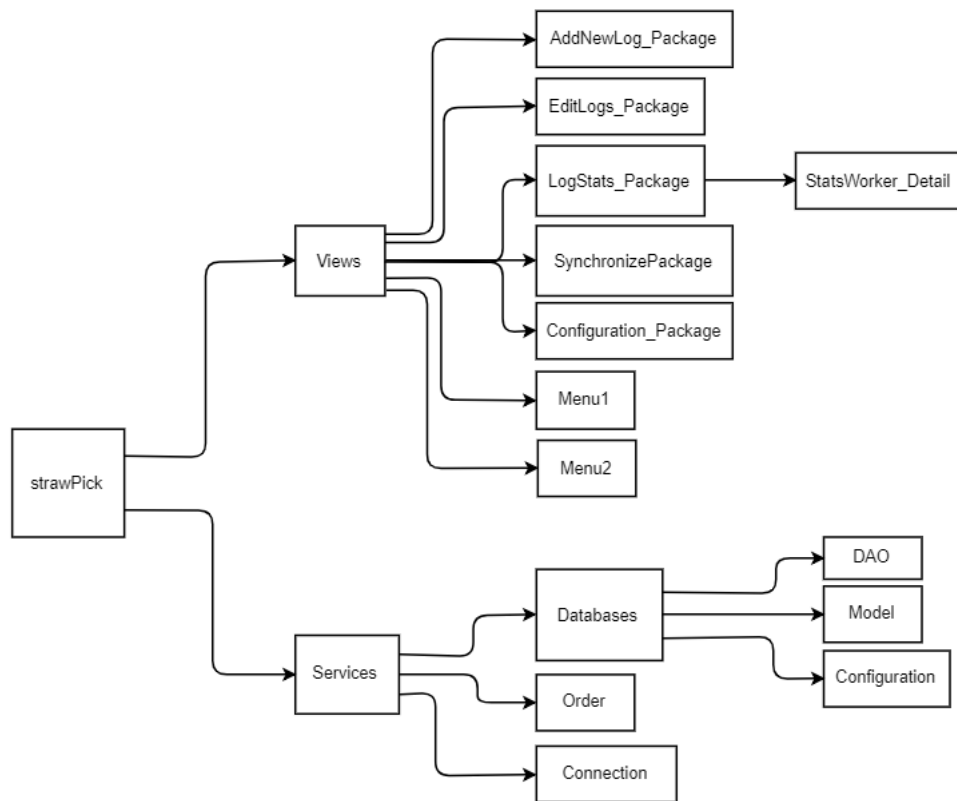 AddNewLog_Package
EditLogs_Package
LogStats_Package
StatsWorker_Detail
Views
SynchronizePackage
Configuration_Package
Menu1
Menu2
strawPick
DAO
Databases
Model
Services
Configuration
Order
Connection